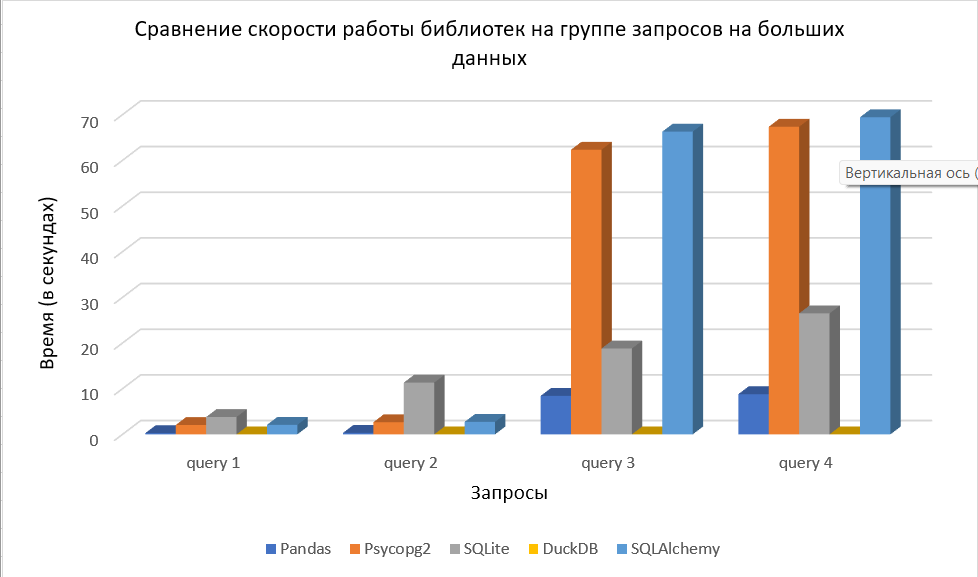 Сравнение скорости работы библиотек на группе запросов на больших
данных
Время (в секундах)
70
60
50
40
30
20
10
0
Вертикальная ось (
query 1 query 2 query 3 query 4
Запросы
Pandas Psycopg2 SQLite DuckDB SQLAlchemy